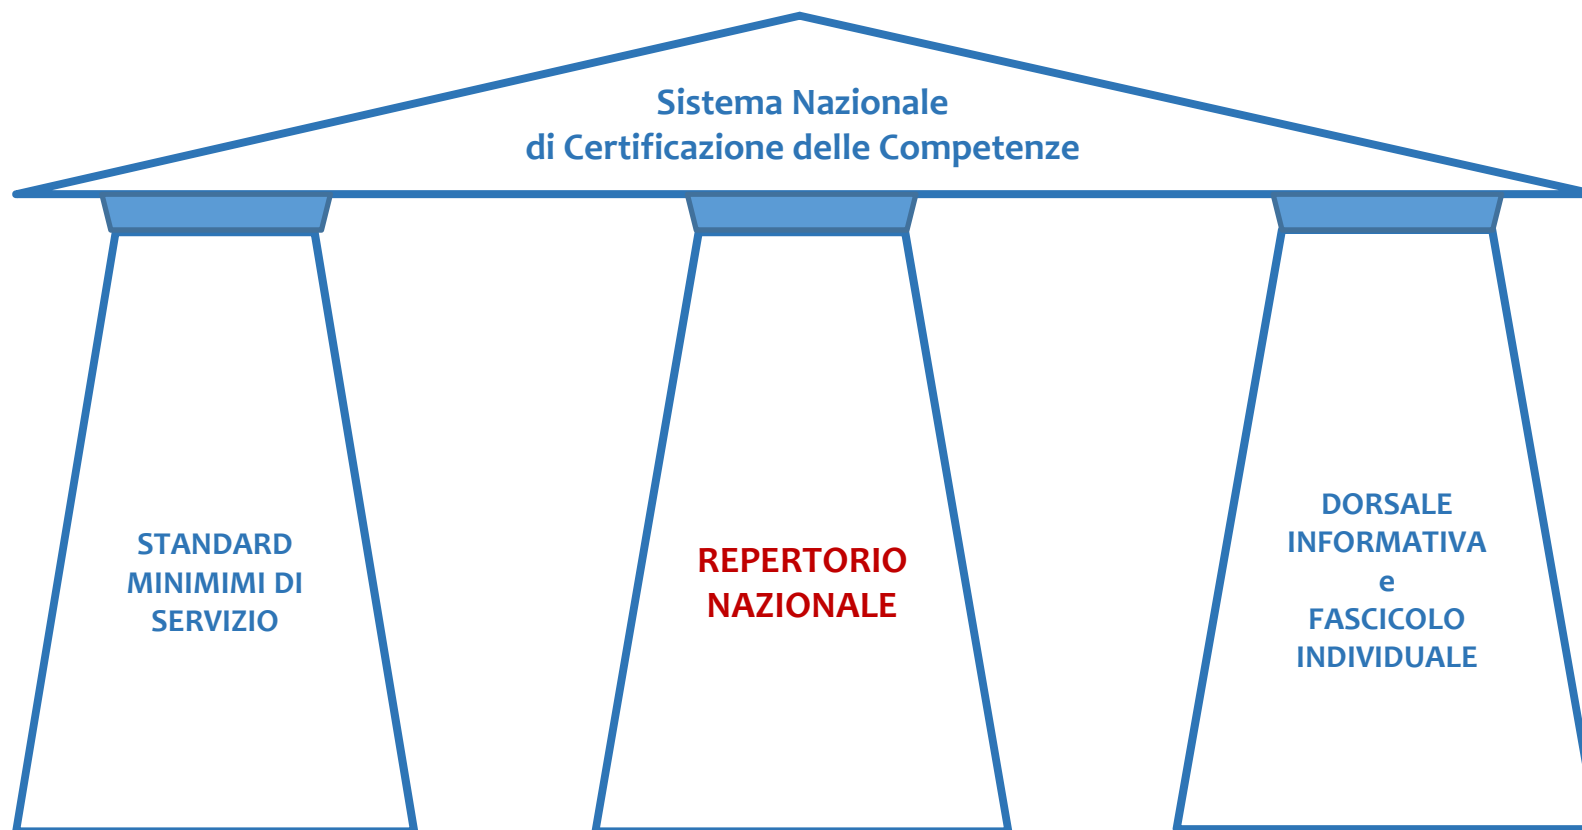 Sistema Nazionale
di Certificazione delle Competenze
STANDARD
MINIMIMI DI
SERVIZIO
REPERTORIO
NAZIONALE
DORSALE
INFORMATIVA
e
FASCICOLO
INDIVIDUALE